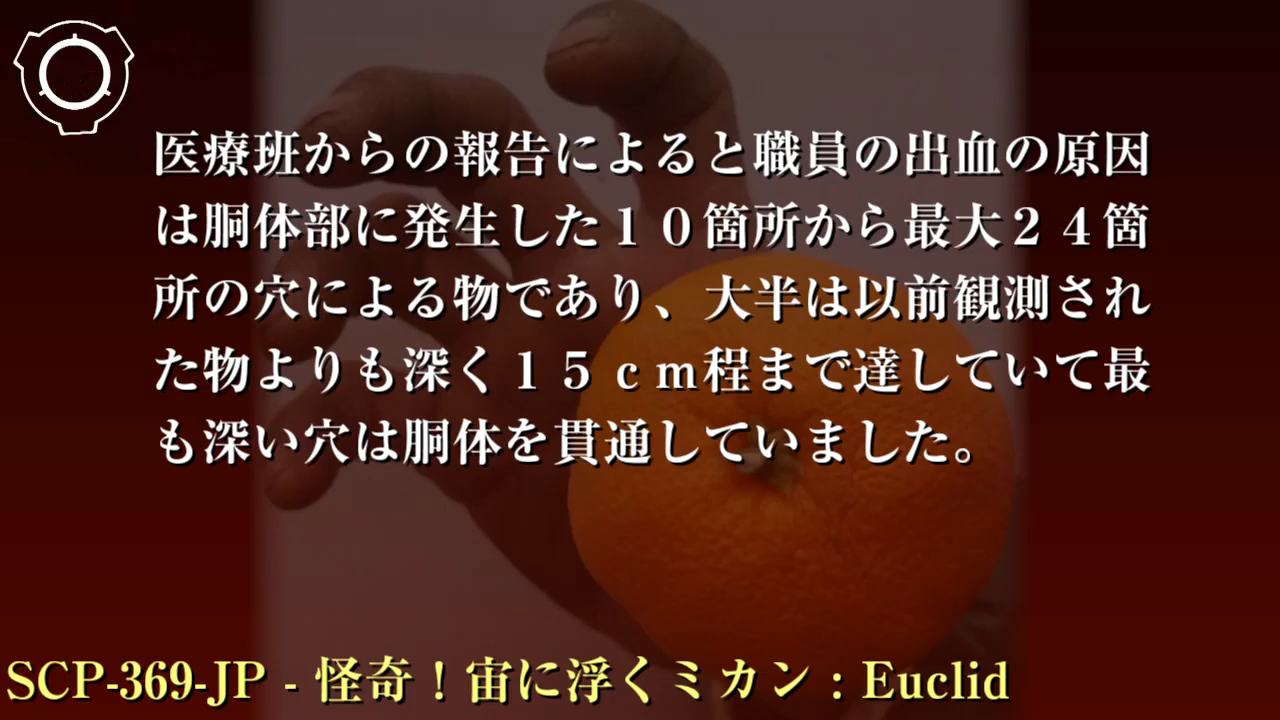 医療班からの報告によると職員の出血の原因
は胴体部に発生した１０箇所から最大２４箇
所の穴による物であり、大半は以前観測され
た物よりも深く１５ｃｍ程まで達していて最
も深い穴は胴体を貫通していました。
SCP-369-JP - 怪奇！宙に浮くミカン：Euclid